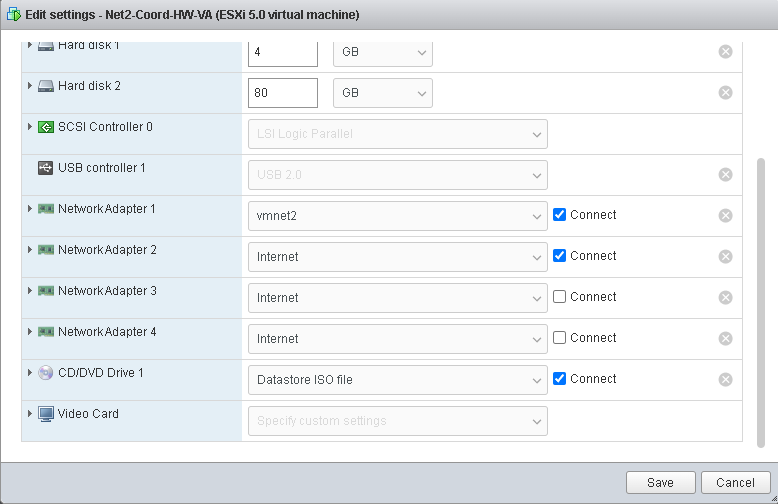 Edit settings - Net2-Coord-HW-VA (ESXi 5.0 virtual machine)
Hard disk 1 4 GB
Hard disk 2 80 GB
SCSI Controller 0 LSI Logic Parallel
USB controller 1 USB 2.0
Network Adapter 1 vmnet2 Connect
Network Adapter 2 Internet Connect
Network Adapter 3 Internet Connect
Network Adapter 4 Internet Connect
CD/DVD Drive 1 Datastore ISO file Connect
Video Card Specify custom settings
Save Cancel